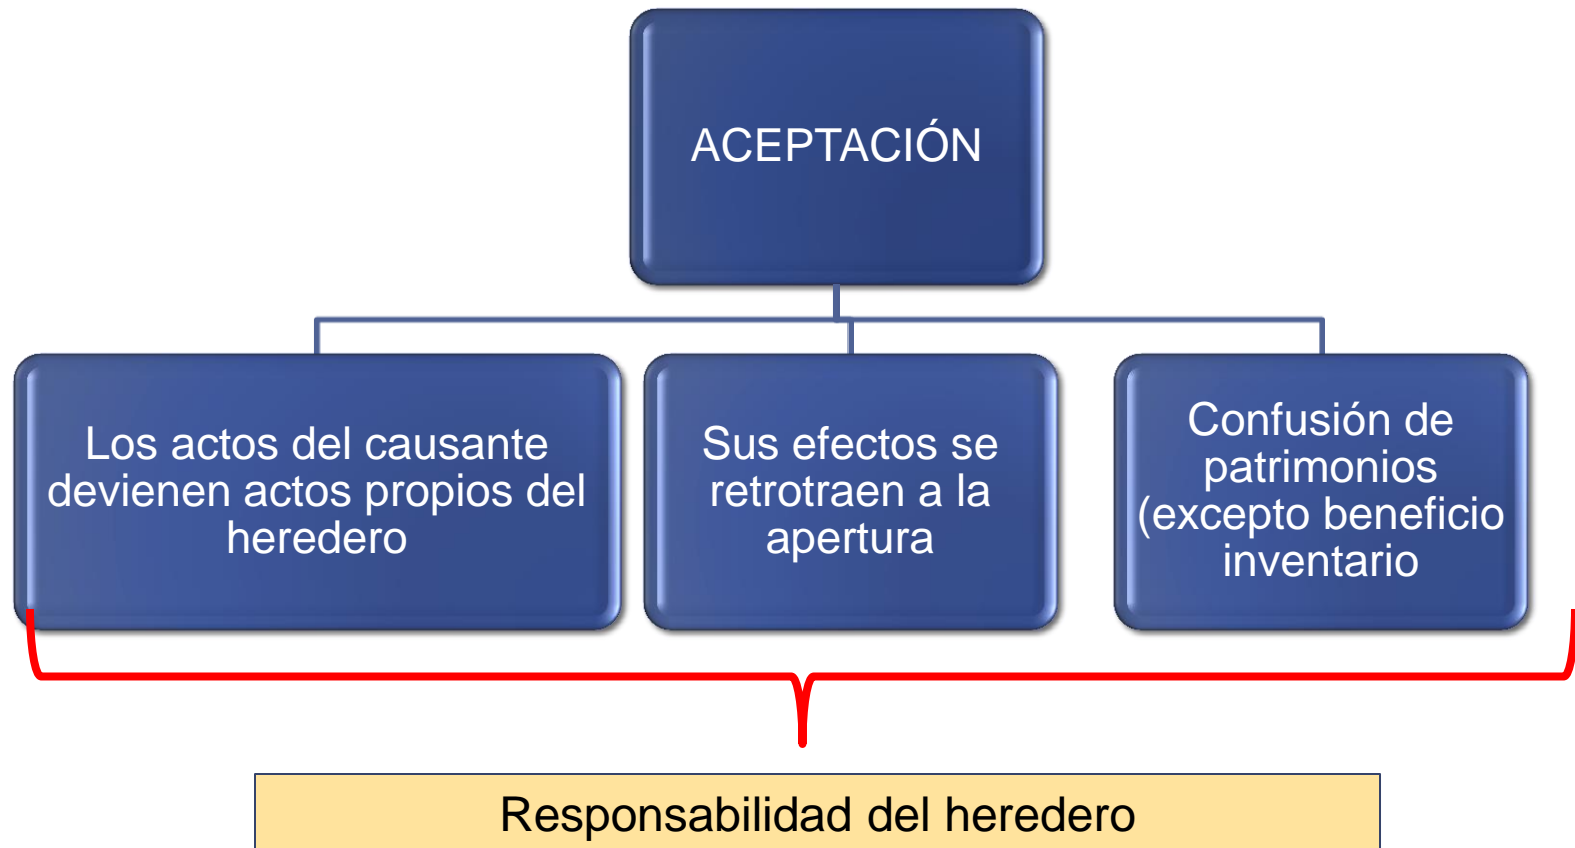 ACEPTACIÓN
Los actos del causante
devienen actos propios del
heredero
Sus efectos se
retrotraen a la
apertura
Confusión de
patrimonios
(excepto beneficio
inventario
Responsabilidad del heredero